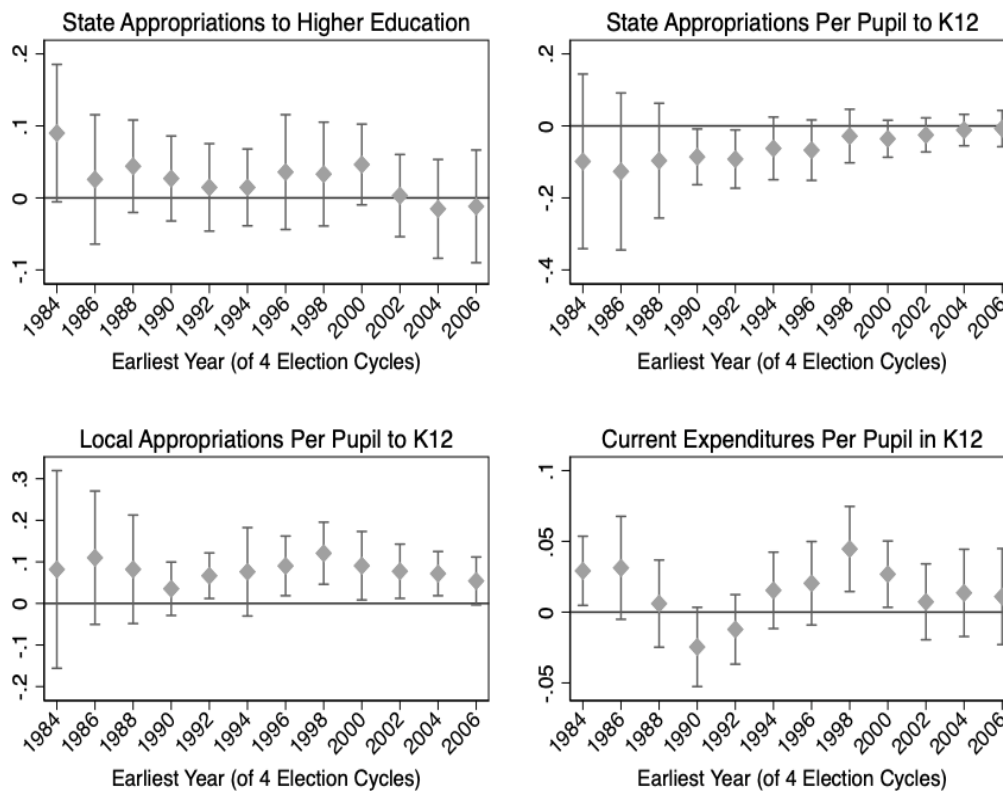 State Appropriations to Higher Education
.2
.1
0
-.1
1984 1986 1988 1990 1992 1994 1996 1998 2000 2002 2004 2006
Earliest Year (of 4 Election Cycles)
State Appropriations Per Pupil to K12
.2
0
-.2
-.4
1984 1986 1988 1990 1992 1994 1996 1998 2000 2002 2004 2006
Earliest Year (of 4 Election Cycles)
Local Appropriations Per Pupil to K12
.3
.2
.1
0
-.1
-.2
1984 1986 1988 1990 1992 1994 1996 1998 2000 2002 2004 2006
Earliest Year (of 4 Election Cycles)
Current Expenditures Per Pupil in K12
.1
.05
0
-.05
1984 1986 1988 1990 1992 1994 1996 1998 2000 2002 2004 2006
Earliest Year (of 4 Election Cycles)